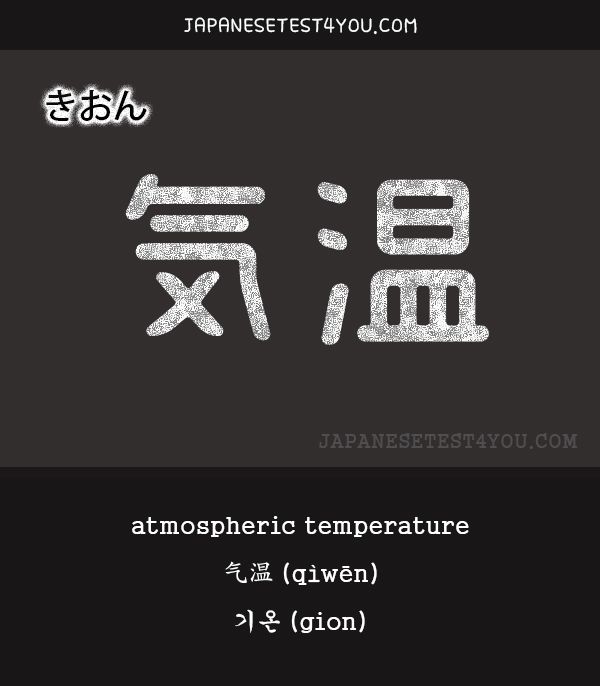 JAPANESETEST4YOU.COM
きおん
気温
JAPANESETEST4YOU.COM
atmospheric temperature
气温 (qìwēn)
기온 (gion)